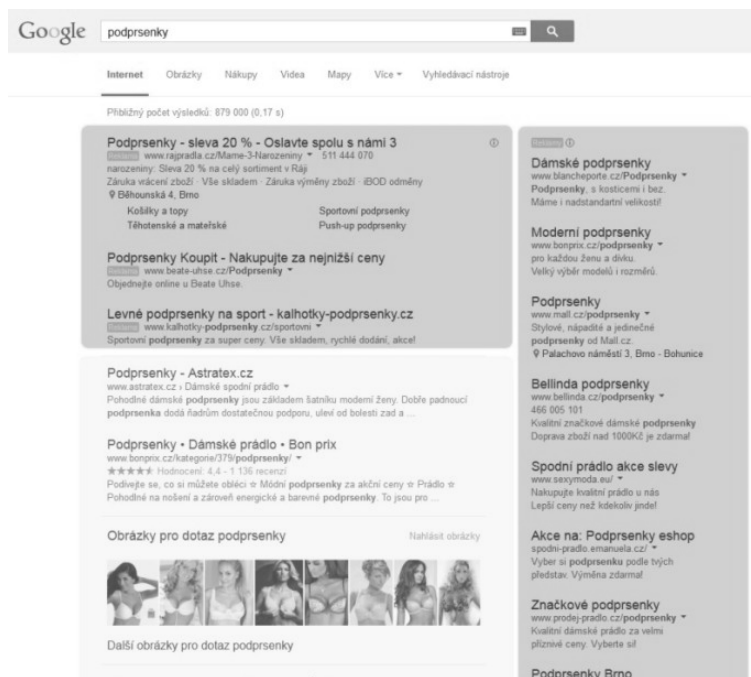 Google
podprsenky
Internet Obrázky Nákupy Videa Mapy Více Vyhledávací nástroje
Přibližný počet výsledků: 879 000 (0,17 s)
Podprsenky - sleva 20 % - Oslavte spolu s námi 3
Reklama www.rajpradla.cz/Mame-3-Narozeniny 511 444 070
narozeniny: Sleva 20 % na celý sortiment v Ráji
Záruka vrácení zboží · Vše skladem · Záruka výměny zboží · iBOD odměny
Běhounská 4, Brno
Košilky a topy Sportovní podprsenky
Těhotenské a mateřské Push-up podprsenky
Podprsenky Koupit - Nakupujte za nejnižší ceny
Reklama www.beate-uhse.cz/Podprsenky
Objednejte online u Beate Uhse.
Levné podprsenky na sport - kalhotky-podprsenky.cz
Reklama www.kalhotky-podprsenky.cz/sportovni
Sportovní podprsenky za super ceny. Vše skladem, rychlé dodání, akce!
Podprsenky - Astratex.cz
www.astratex.cz › Dámské spodní prádlo
Pohodlné dámské podprsenky jsou základem šatníku moderní ženy. Dobře padnoucí
podprsenka dodá ňadrům dostatečnou podporu, uleví od bolesti zad a ...
Podprsenky • Dámské prádlo • Bon prix
www.bonprix.cz/kategorie/379/podprsenky/
★★★★★ Hodnocení: 4,4 - 1 136 recenzí
Podívejte se, co si můžete obléci ☆ Módní podprsenky za akční ceny ☆ Prádlo ☆
Pohodlné na nošení a zároveň energické a barevné podprsenky. To jsou pro ...
Obrázky pro dotaz podprsenky Nahlásit obrázky
Další obrázky pro dotaz podprsenky
Reklamy
Dámské podprsenky
www.blancheporte.cz/Podprsenky
Podprsenky, s kosticemi i bez.
Máme i nadstandartní velikosti!
Moderní podprsenky
www.bonprix.cz/podprsenky
pro každou ženu a dívku.
Velký výběr modelů i rozměrů.
Podprsenky
www.mall.cz/podprsenky
Stylové, nápadité a jedinečné
podprsenky od Mall.cz.
Palachovo náměstí 3, Brno - Bohunice
Bellinda podprsenky
www.bellinda.cz/podprsenky
466 005 101
Kvalitní značkové dámské podprsenky
Doprava zboží nad 1000Kč je zdarma!
Spodní prádlo akce slevy
www.sexymoda.eu/
Nakupujte kvalitní prádlo u nás
Lepší ceny než kdekoliv jinde!
Akce na: Podprsenky eshop
spodni-pradlo.emanuela.cz/
Vyber si podprsenku podle tvých
představ. Výměna zdarma!
Značkové podprsenky
www.prodej-pradlo.cz/podprsenky
Kvalitní dámské prádlo za velmi
příznivé ceny. Vyberte si!
Podprsenky Brno